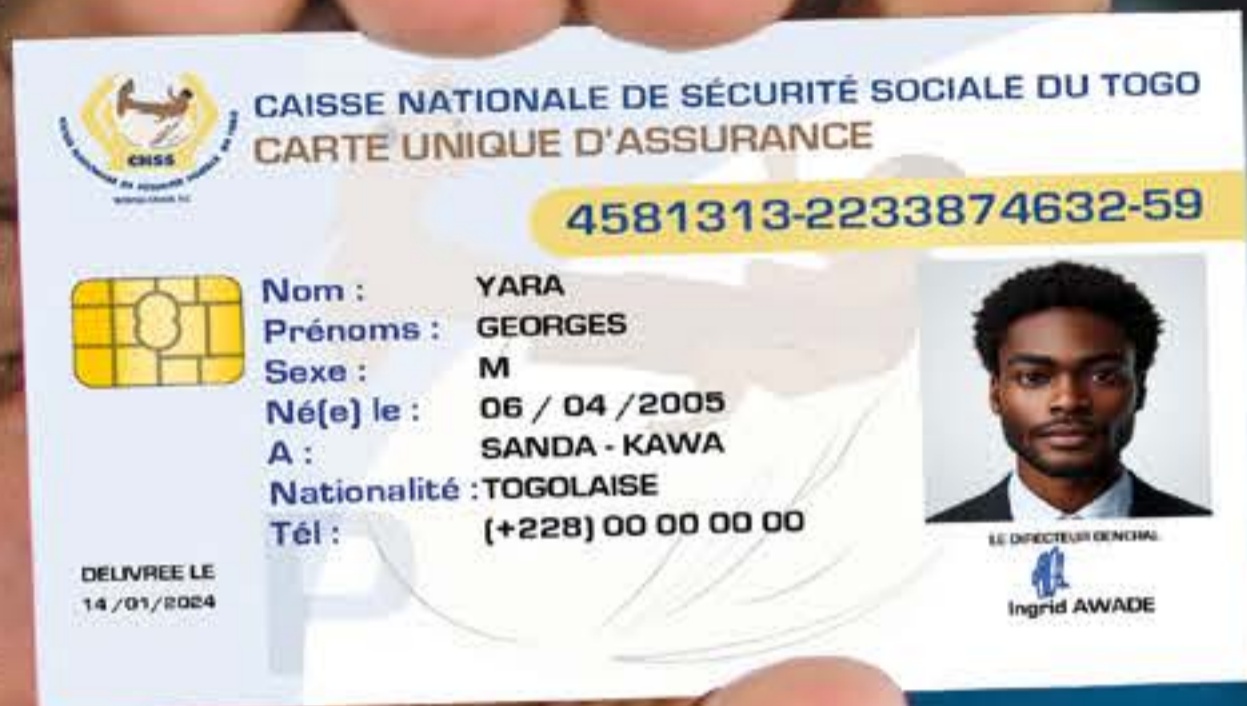 CAISSE NATIONALE DE SÉCURITÉ SOCIALE DU TOGO
CARTE UNIQUE D'ASSURANCE
CNSS
4581313-2233874632-59
Nom : YARA
Prénoms : GEORGES
Sexe : M
Né(e) le : 06 / 04 /2005
A : SANDA - KAWA
Nationalité : TOGOLAISE
Tél : (+228) 00 00 00 00
DELIVREE LE
14 /01/2024
LE DIRECTEUR GENERAL
Ingrid AWADE